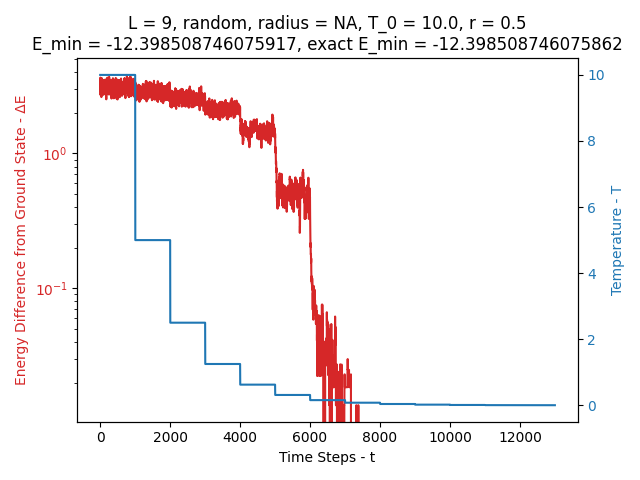 L = 9, random, radius = NA, T_0 = 10.0, r = 0.5
E_min = -12.398508746075917, exact E_min = -12.398508746075862
Energy Difference from Ground State - ΔE
10⁰
10⁻¹
10
8
6
4
2
0
Temperature - T
0 2000 4000 6000 8000 10000 12000
Time Steps - t